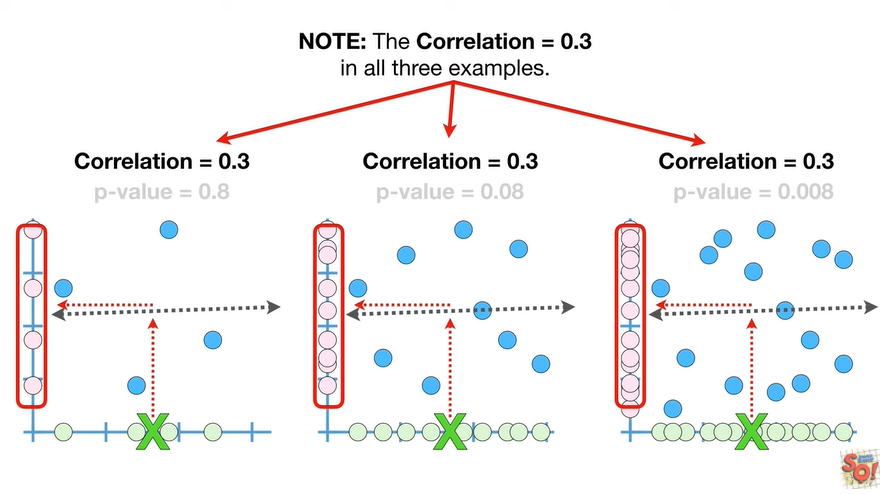 NOTE: The Correlation = 0.3
in all three examples.
Correlation = 0.3
p-value = 0.8
Correlation = 0.3
p-value = 0.08
Correlation = 0.3
p-value = 0.008
X
X
X
SQ!